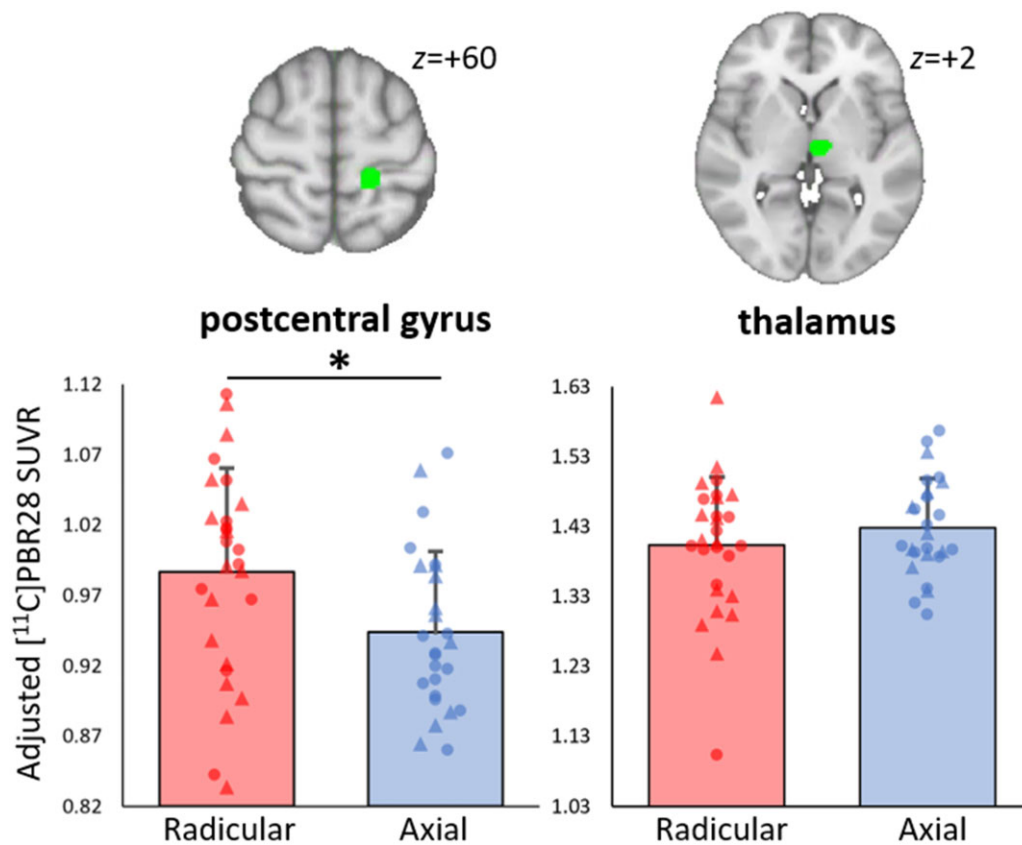 z=+60
z=+2
postcentral gyrus
thalamus
*
Adjusted [¹¹C]PBR28 SUVR
1.12
1.07
1.02
0.97
0.92
0.87
0.82
Radicular
Axial
1.63
1.53
1.43
1.33
1.23
1.13
1.03
Radicular
Axial